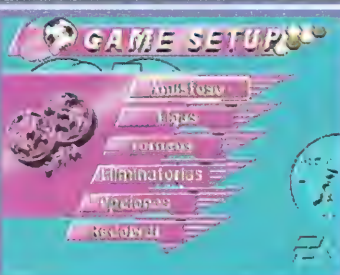 GAME SETUP
Amistoso
Ligas
Torneos
Eliminatorias
Opciones